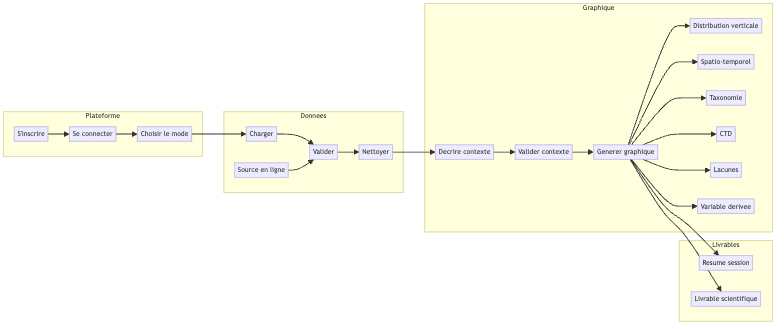 Graphique
Distribution verticale
Spatio-temporel
Taxonomie
Plateforme
S'inscrire
Se connecter
Choisir le mode
Donnees
Charger
Source en ligne
Valider
Nettoyer
Decrire contexte
Valider contexte
Generer graphique
CTD
Lacunes
Variable derivee
Livrables
Resume session
Livrable scientifique